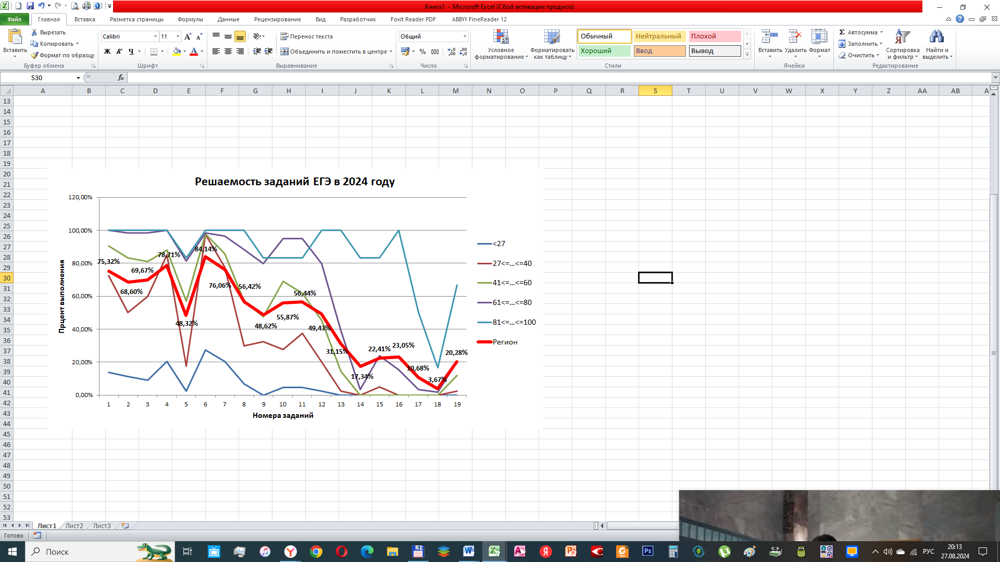 Книга1 - Microsoft Excel (Сбой активации продукта)
Файл Главная Вставка Разметка страницы Формулы Данные Рецензирование Вид Разработчик Foxit Reader PDF ABBYY FineReader 12
Вставить
Вырезать
Копировать
Формат по образцу
Буфер обмена
Calibri 11
Ж К Ч
Шрифт
Перенос текста
Объединить и поместить в центре
Выравнивание
Общий
% 000
Число
Условное форматирование
Форматировать как таблицу
Обычный Нейтральный Плохой
Хороший Ввод Вывод
Стили
Вставить Удалить Формат
Ячейки
Σ Автосумма
Заполнить
Очистить
Сортировка и фильтр
Найти и выделить
Редактирование
S30 fx
A B C D E F G H I J K L M N O P Q R S T U V W X Y Z AA AB
13
14
15
16
17
18
19
20
21
22
23
24
25
26
27
28
29
30
31
32
33
34
35
36
37
38
39
40
41
42
43
44
45
46
47
48
49
50
51
52
53
Решаемость заданий ЕГЭ в 2024 году
Прцент выполнения
120,00%
100,00%
80,00%
60,00%
40,00%
20,00%
0,00%
75,32%
68,60%
69,67%
78,71%
48,32%
84,14%
76,06%
56,42%
48,62%
55,87%
56,44%
49,43%
31,15%
17,34%
22,41%
23,05%
10,68%
3,67%
20,28%
1 2 3 4 5 6 7 8 9 10 11 12 13 14 15 16 17 18 19
Номера заданий
<27
27<=...<=40
41<=...<=60
61<=...<=80
81<=...<=100
Регион
Лист1 Лист2 Лист3
Готово
Поиск
РУС
20:13
27.08.2024